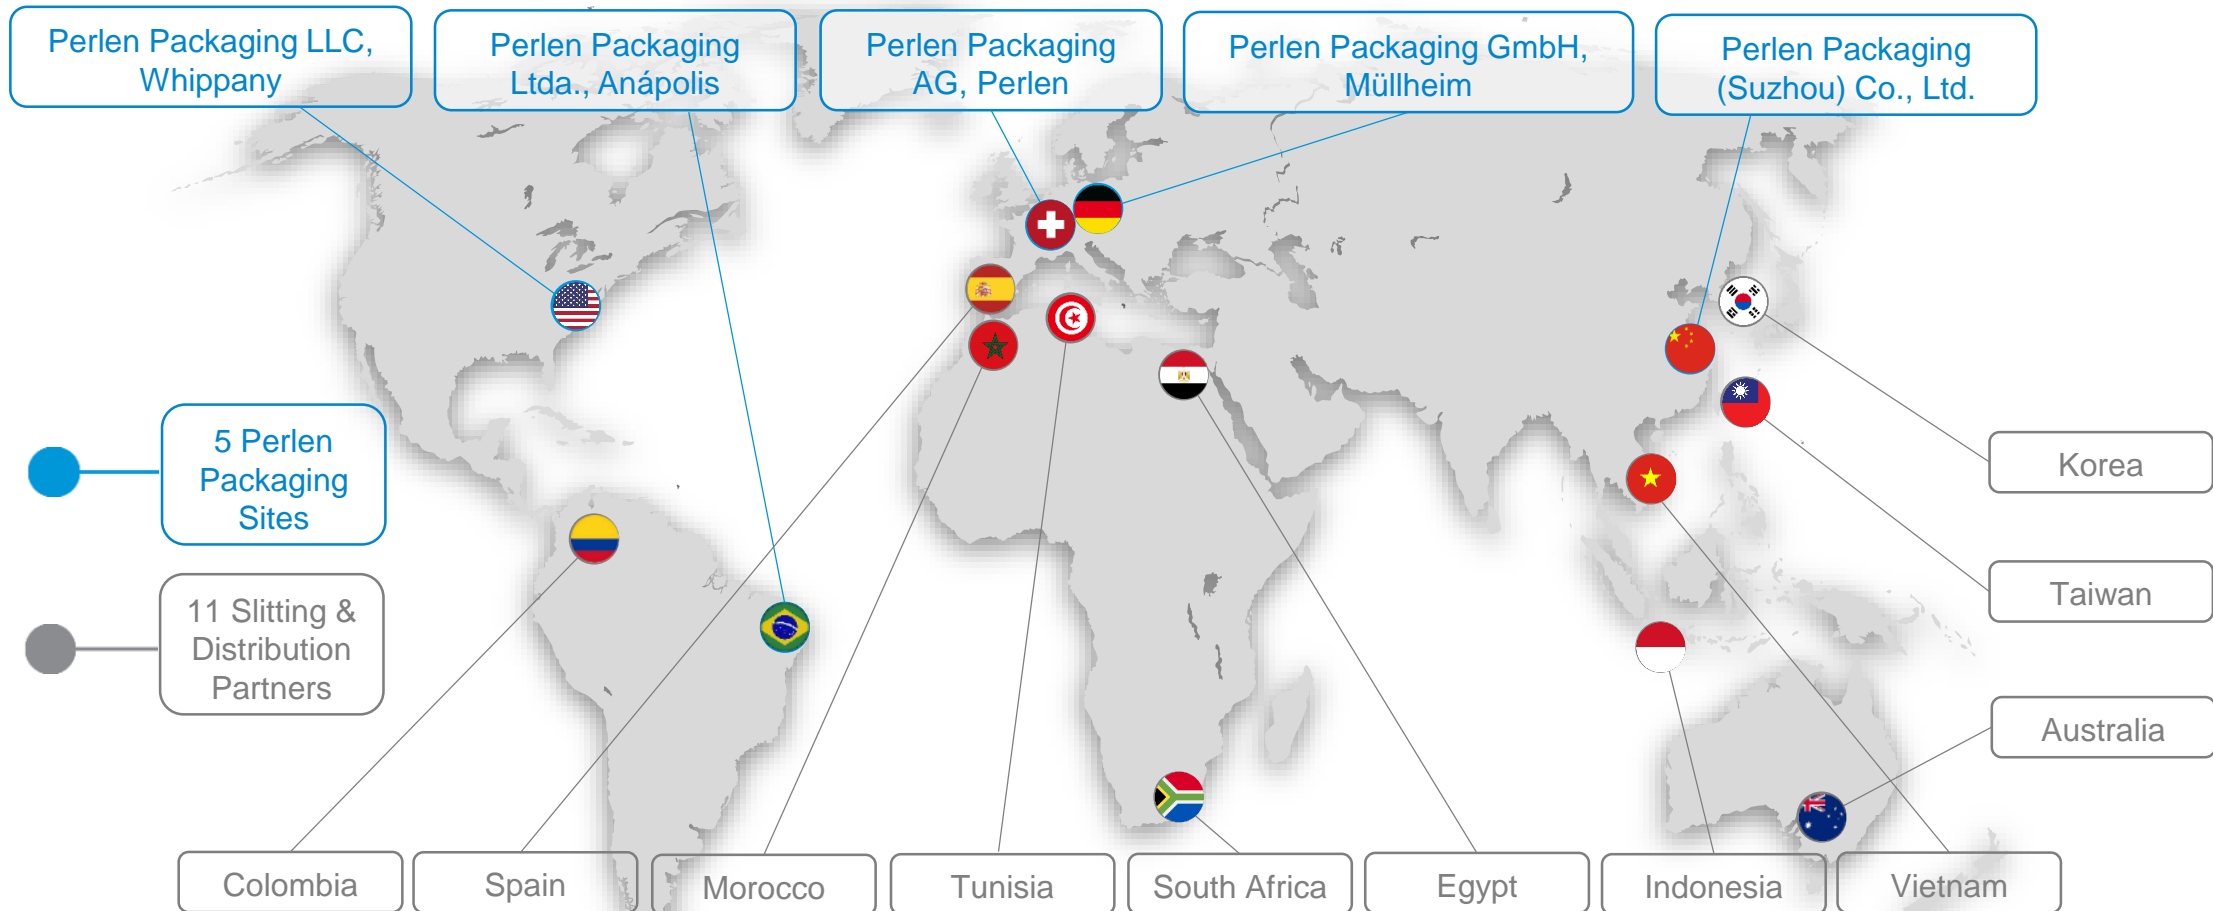 Perlen Packaging LLC,
Whippany
Perlen Packaging
Ltda., Anápolis
Perlen Packaging
AG, Perlen
Perlen Packaging GmbH,
Müllheim
Perlen Packaging
(Suzhou) Co., Ltd.
5 Perlen
Packaging
Sites
11 Slitting &
Distribution
Partners
Korea
Taiwan
Australia
Colombia
Spain
Morocco
Tunisia
South Africa
Egypt
Indonesia
Vietnam